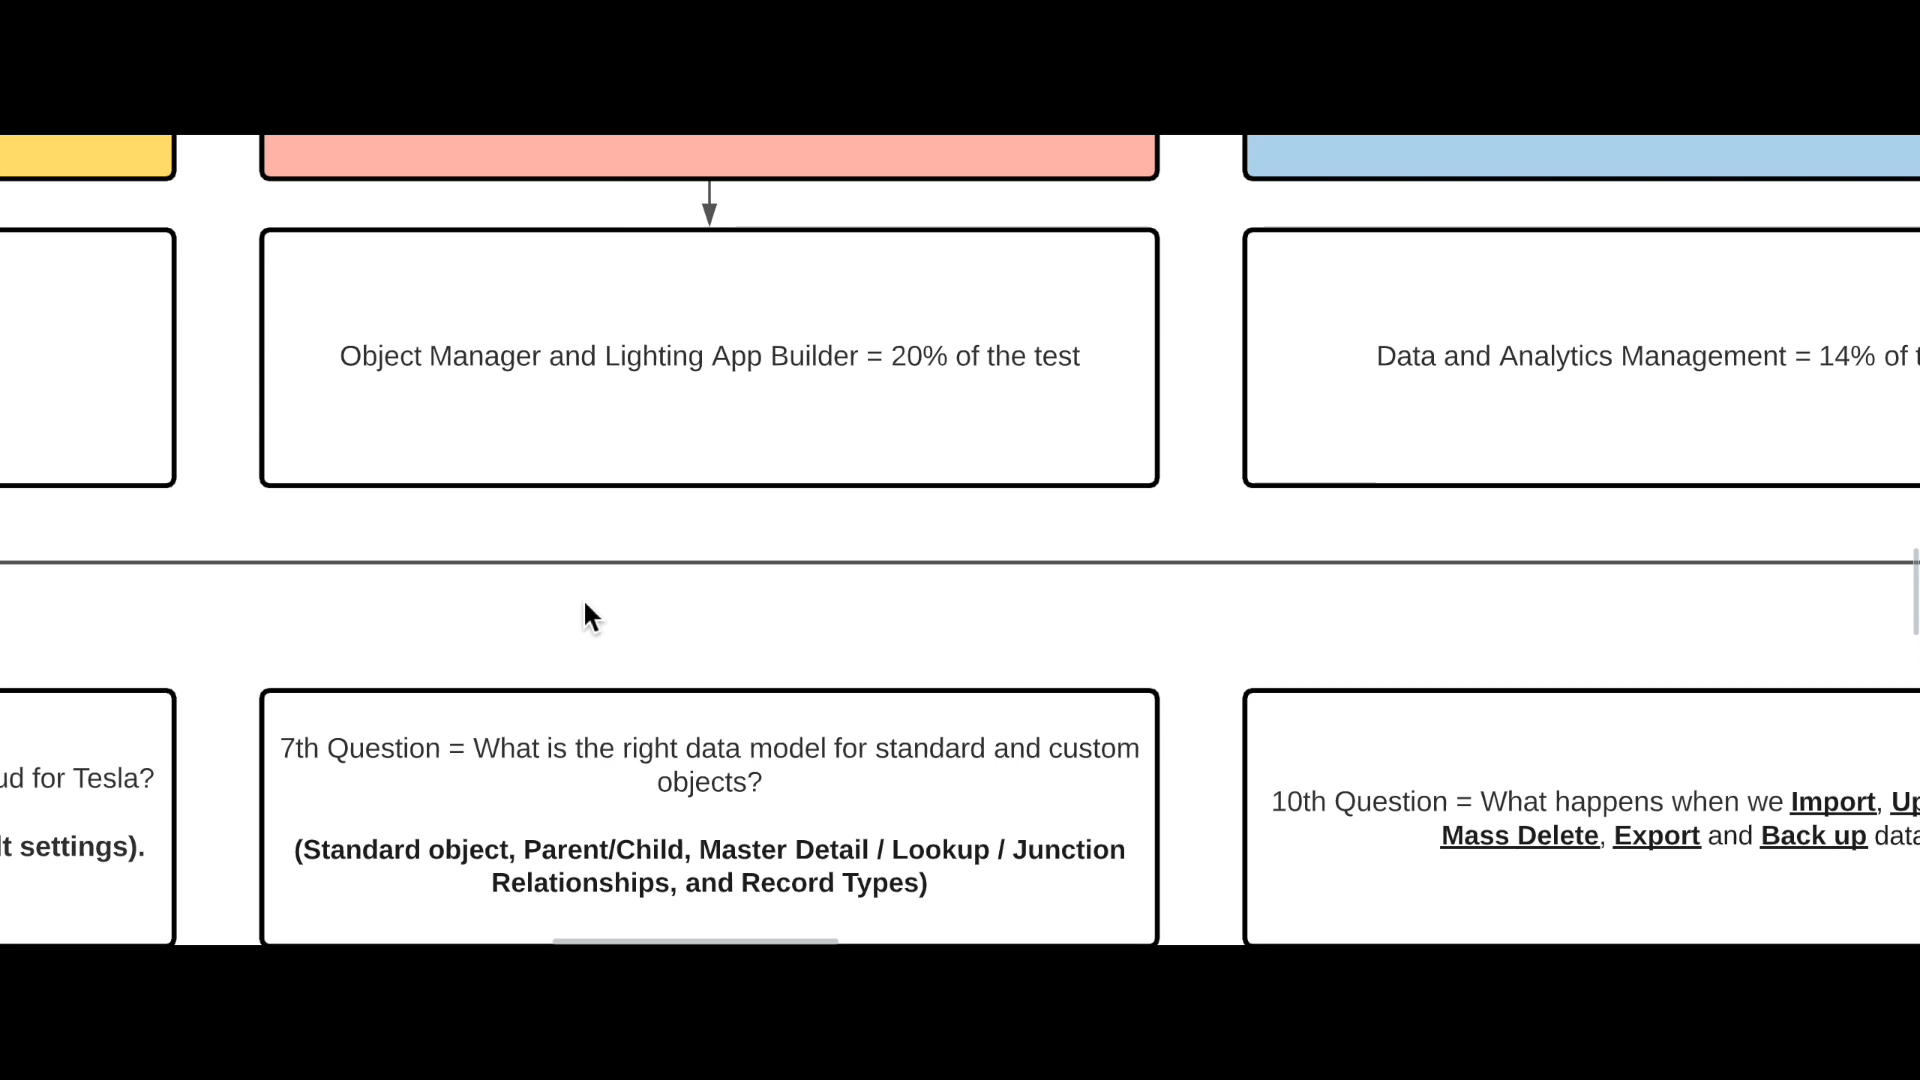 Object Manager and Lighting App Builder = 20% of the test
Data and Analytics Management = 14% of
ud for Tesla?
lt settings).
7th Question = What is the right data model for standard and custom
objects?
(Standard object, Parent/Child, Master Detail / Lookup / Junction
Relationships, and Record Types)
10th Question = What happens when we Import, Up
Mass Delete, Export and Back up data